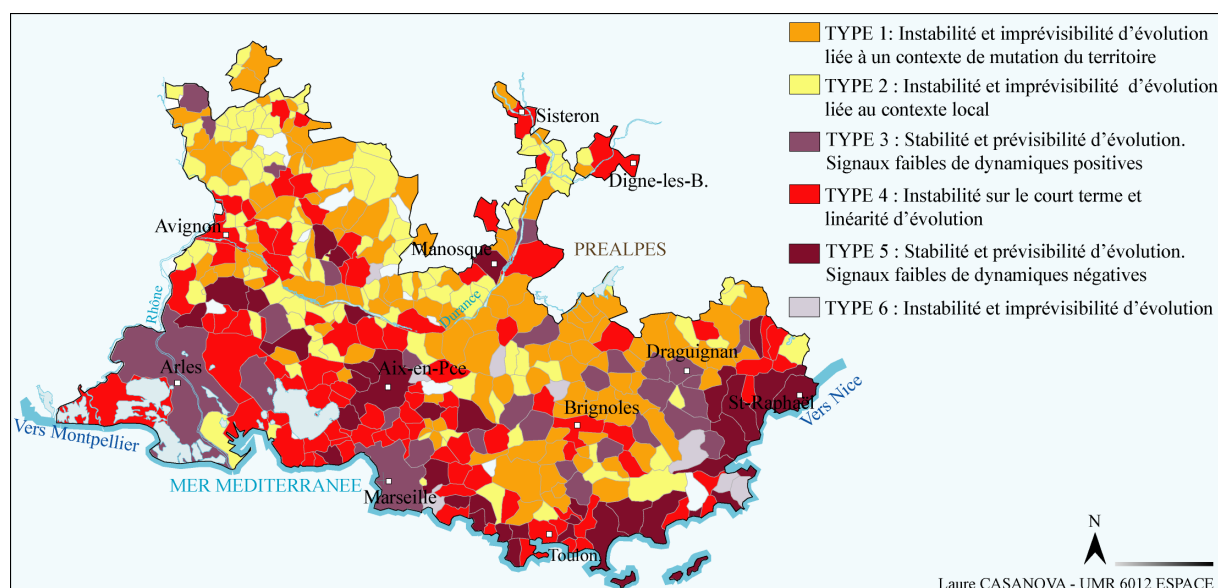 TYPE 1: Instabilité et imprévisibilité d'évolution
liée à un contexte de mutation du territoire
TYPE 2 : Instabilité et imprévisibilité d'évolution
liée au contexte local
TYPE 3 : Stabilité et prévisibilité d'évolution.
Signaux faibles de dynamiques positives
TYPE 4 : Instabilité sur le court terme et
linéarité d'évolution
TYPE 5 : Stabilité et prévisibilité d'évolution.
Signaux faibles de dynamiques négatives
TYPE 6 : Instabilité et imprévisibilité d'évolution
Sisteron
Digne-les-B.
Avignon
Manosque
PREALPES
Rhône
Durance
Draguignan
Arles
Aix-en-Pce
St-Raphaël
Brignoles
Vers Nice
Vers Montpellier
MER MEDITERRANEE
Marseille
Toulon
N
Laure CASANOVA - UMR 6012 ESPACE